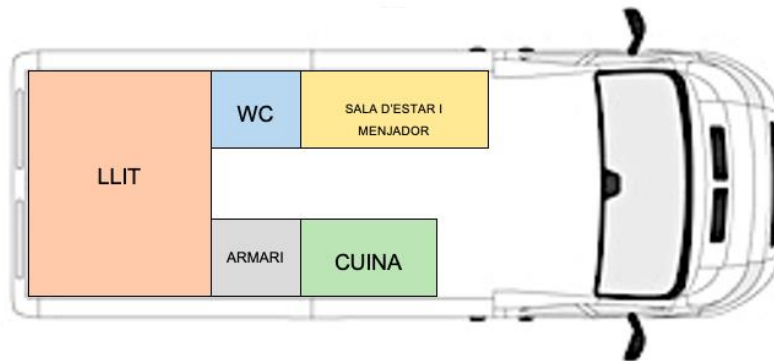 WC
SALA D'ESTAR I
MENJADOR
LLIT
ARMARI
CUINA